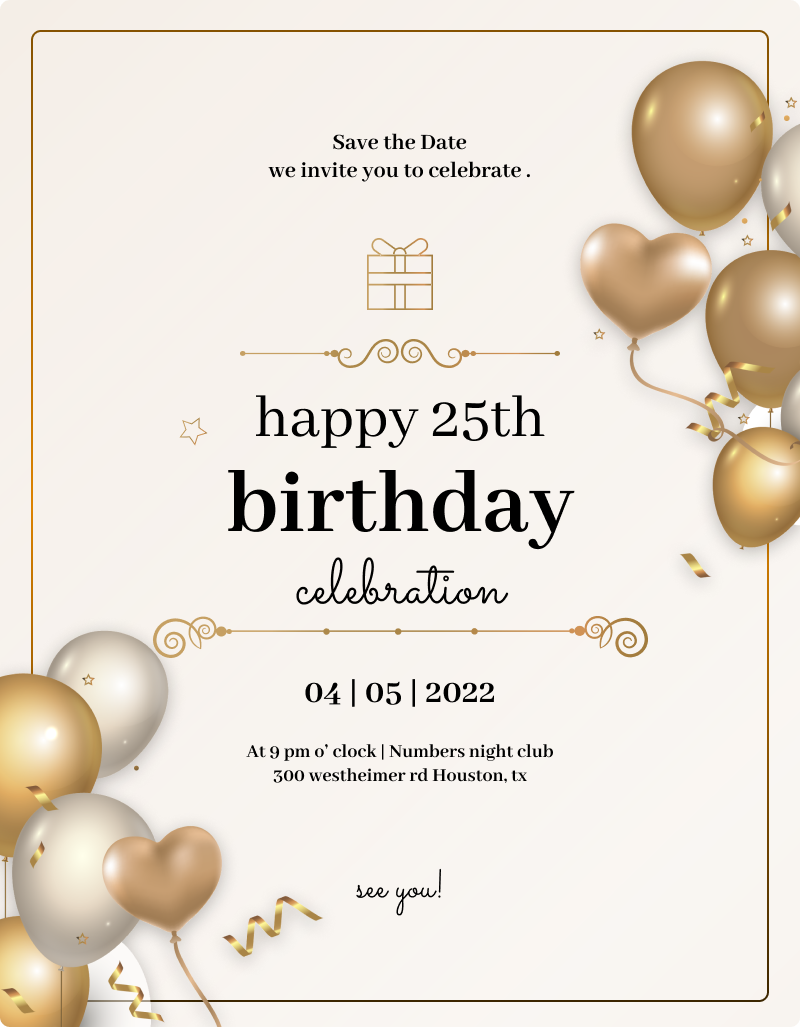 Save the Date
we invite you to celebrate .
happy 25th
birthday
celebration
04 | 05 | 2022
At 9 pm o' clock | Numbers night club
300 westheimer rd Houston, tx
see you!